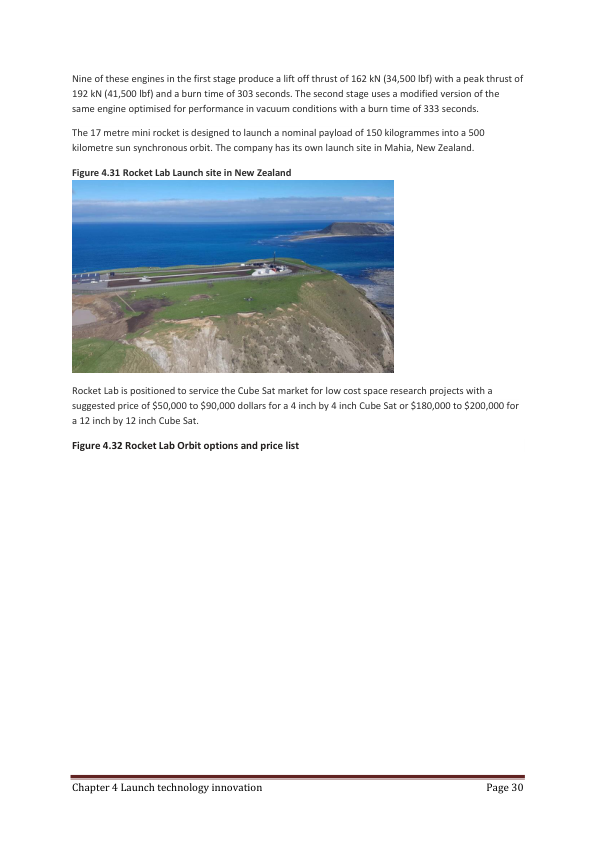 Nine of these engines in the first stage produce a lift off thrust of 162 kN (34,500 lbf) with a peak thrust of
192 kN (41,500 lbf) and a burn time of 303 seconds. The second stage uses a modified version of the
same engine optimised for performance in vacuum conditions with a burn time of 333 seconds.
The 17 metre mini rocket is designed to launch a nominal payload of 150 kilogrammes into a 500
kilometre sun synchronous orbit. The company has its own launch site in Mahia, New Zealand.
Figure 4.31 Rocket Lab Launch site in New Zealand
Rocket Lab is positioned to service the Cube Sat market for low cost space research projects with a
suggested price of $50,000 to $90,000 dollars for a 4 inch by 4 inch Cube Sat or $180,000 to $200,000 for
a 12 inch by 12 inch Cube Sat.
Figure 4.32 Rocket Lab Orbit options and price list
Chapter 4 Launch technology innovation Page 30